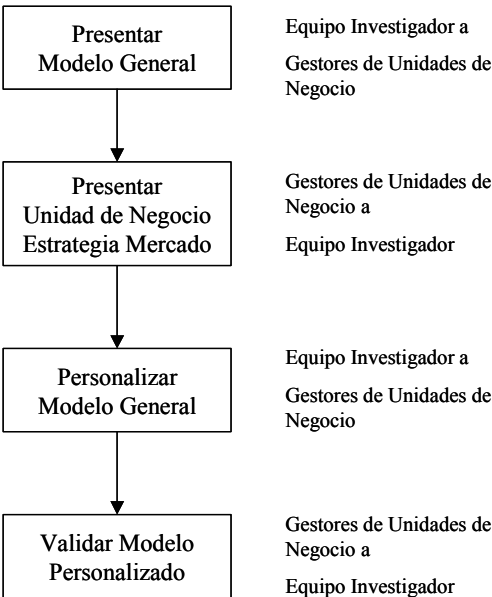 Presentar
Modelo General
Equipo Investigador a
Gestores de Unidades de
Negocio
Presentar
Unidad de Negocio
Estrategia Mercado
Gestores de Unidades de
Negocio a
Equipo Investigador
Personalizar
Modelo General
Equipo Investigador a
Gestores de Unidades de
Negocio
Validar Modelo
Personalizado
Gestores de Unidades de
Negocio a
Equipo Investigador